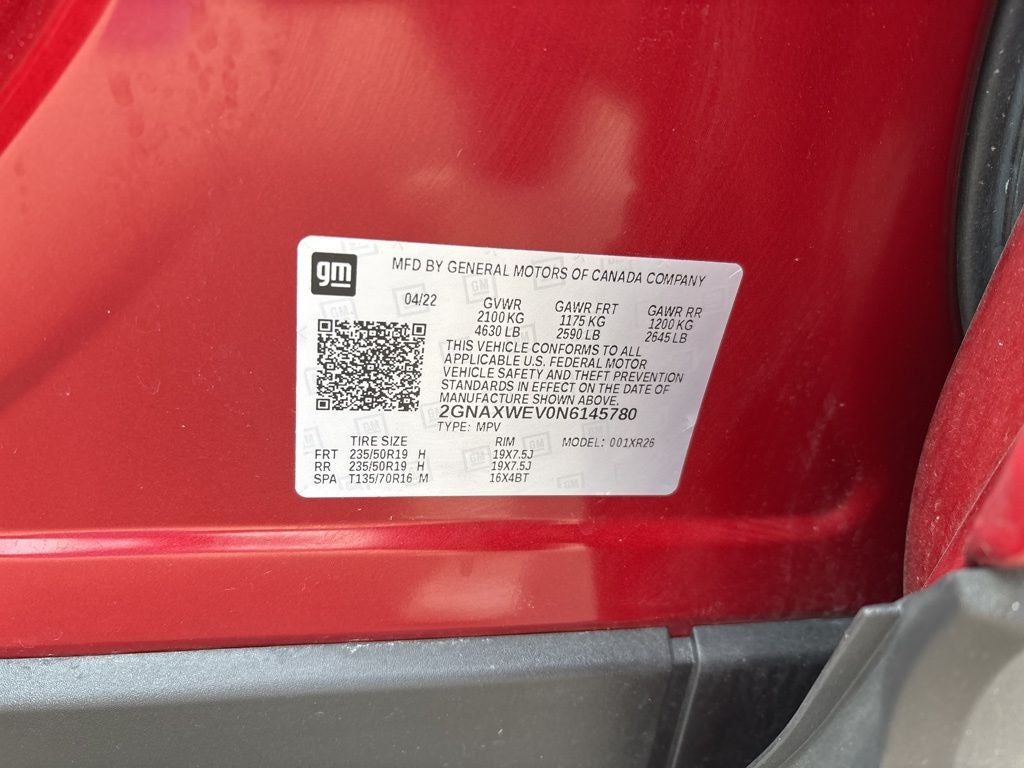 gm
MFD BY GENERAL MOTORS OF CANADA COMPANY
04/22 GVWR GAWR FRT GAWR RR
2100 KG 1175 KG 1200 KG
4630 LB 2590 LB 2645 LB
THIS VEHICLE CONFORMS TO ALL
APPLICABLE U.S. FEDERAL MOTOR
VEHICLE SAFETY AND THEFT PREVENTION
STANDARDS IN EFFECT ON THE DATE OF
MANUFACTURE SHOWN ABOVE.
2GNAXWEV0N6145780
TYPE: MPV
TIRE SIZE RIM MODEL: 001XR26
FRT 235/50R19 H 19X7.5J
RR 235/50R19 H 19X7.5J
SPA T135/70R16 M 16X4BT